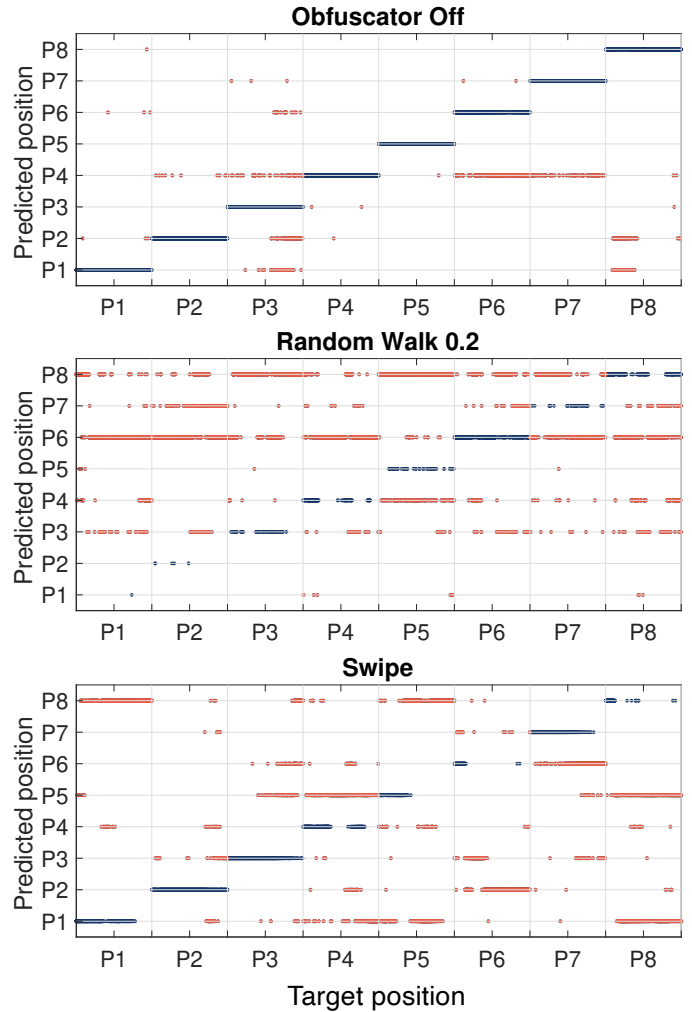 Obfuscator Off
Predicted position
P8
P7
P6
P5
P4
P3
P2
P1
P1 P2 P3 P4 P5 P6 P7 P8
Random Walk 0.2
Predicted position
P8
P7
P6
P5
P4
P3
P2
P1
P1 P2 P3 P4 P5 P6 P7 P8
Swipe
Predicted position
P8
P7
P6
P5
P4
P3
P2
P1
P1 P2 P3 P4 P5 P6 P7 P8
Target position